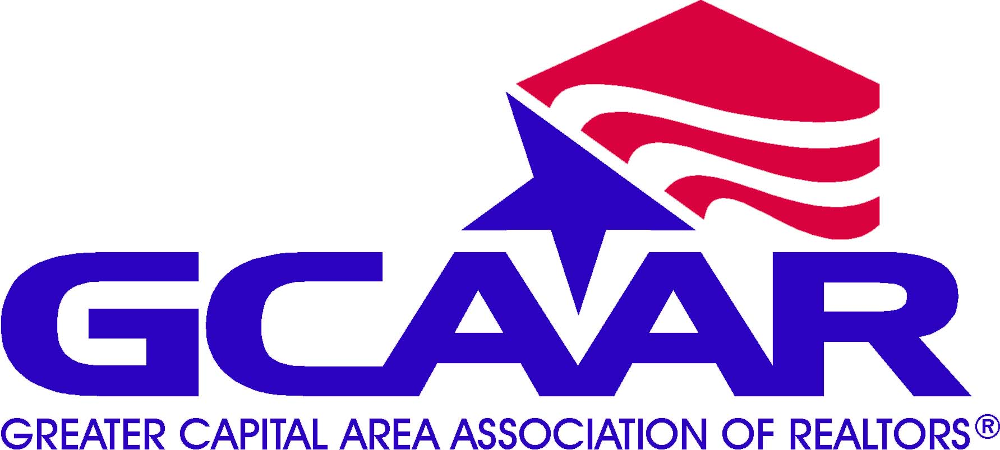 GCAAR
GREATER CAPITAL AREA ASSOCIATION OF REALTORS®